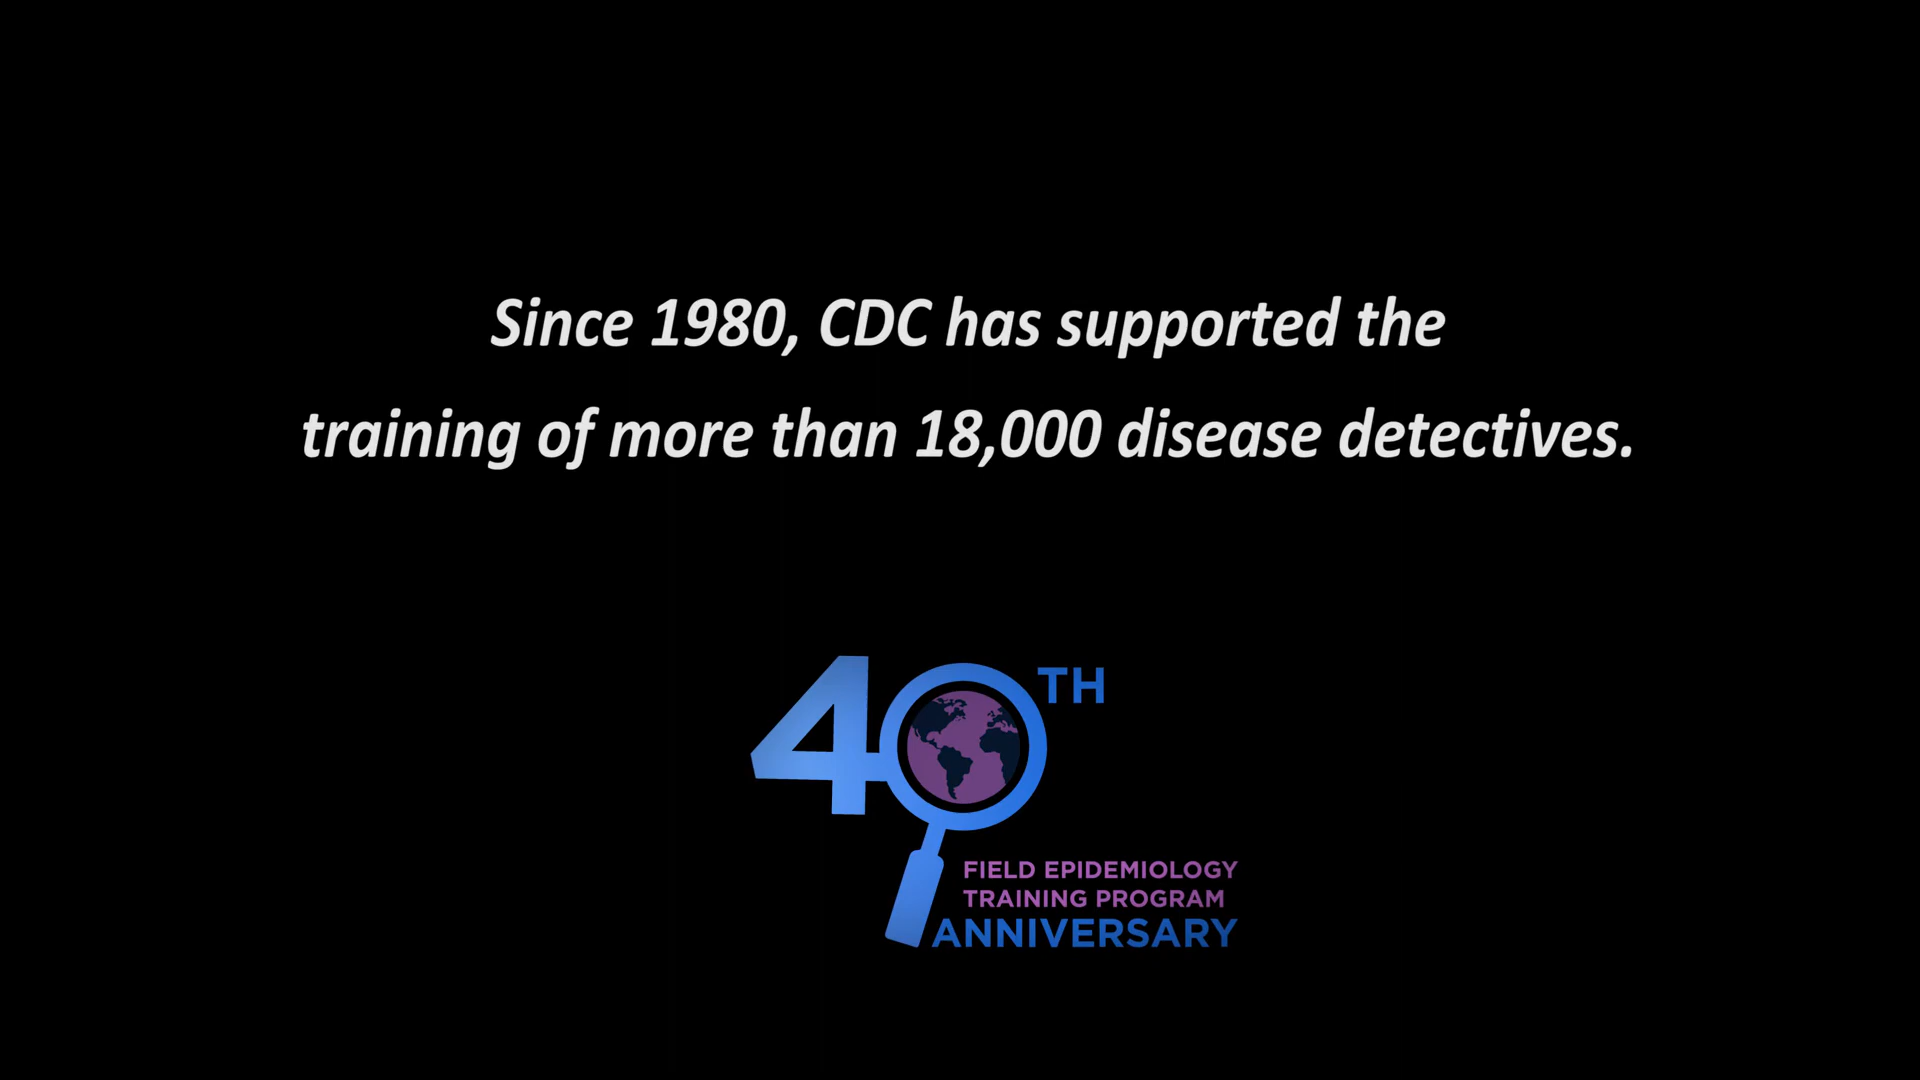 Since 1980, CDC has supported the
training of more than 18,000 disease detectives.
40TH
FIELD EPIDEMIOLOGY
TRAINING PROGRAM
ANNIVERSARY